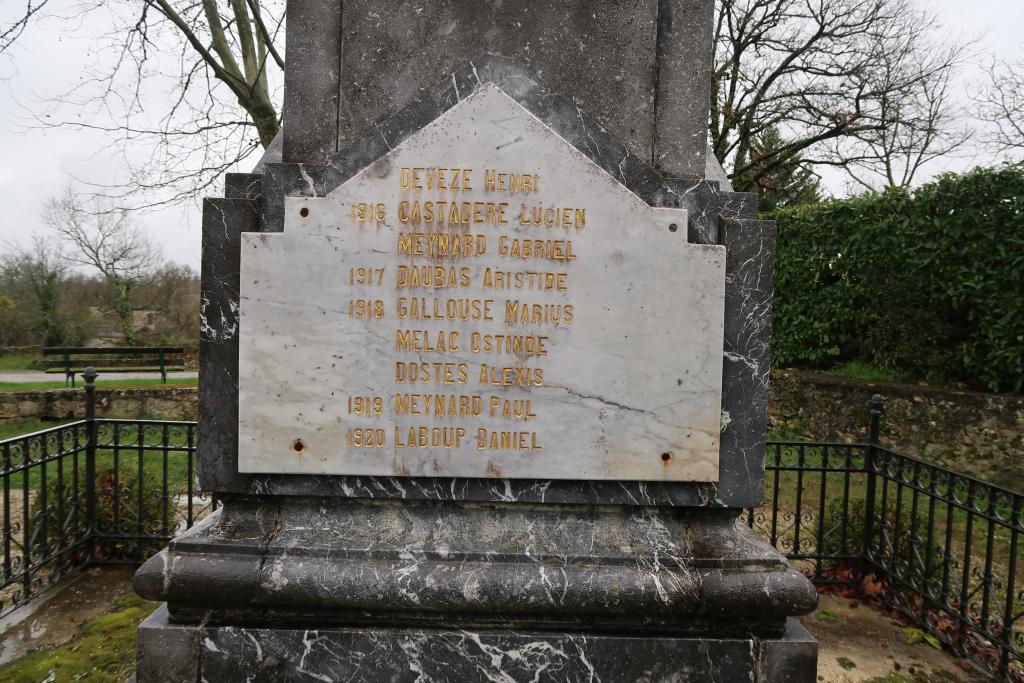 DEVEZE HENRI
1916 CASTADERE LUCIEN
MEYNARD GABRIEL
1917 DAUBAS ARISTIDE
1918 GALLOUSE MARIUS
MELAC OSTINDE
DOSTES ALEXIS
1919 MEYNARD PAUL
1920 LABOUP DANIEL